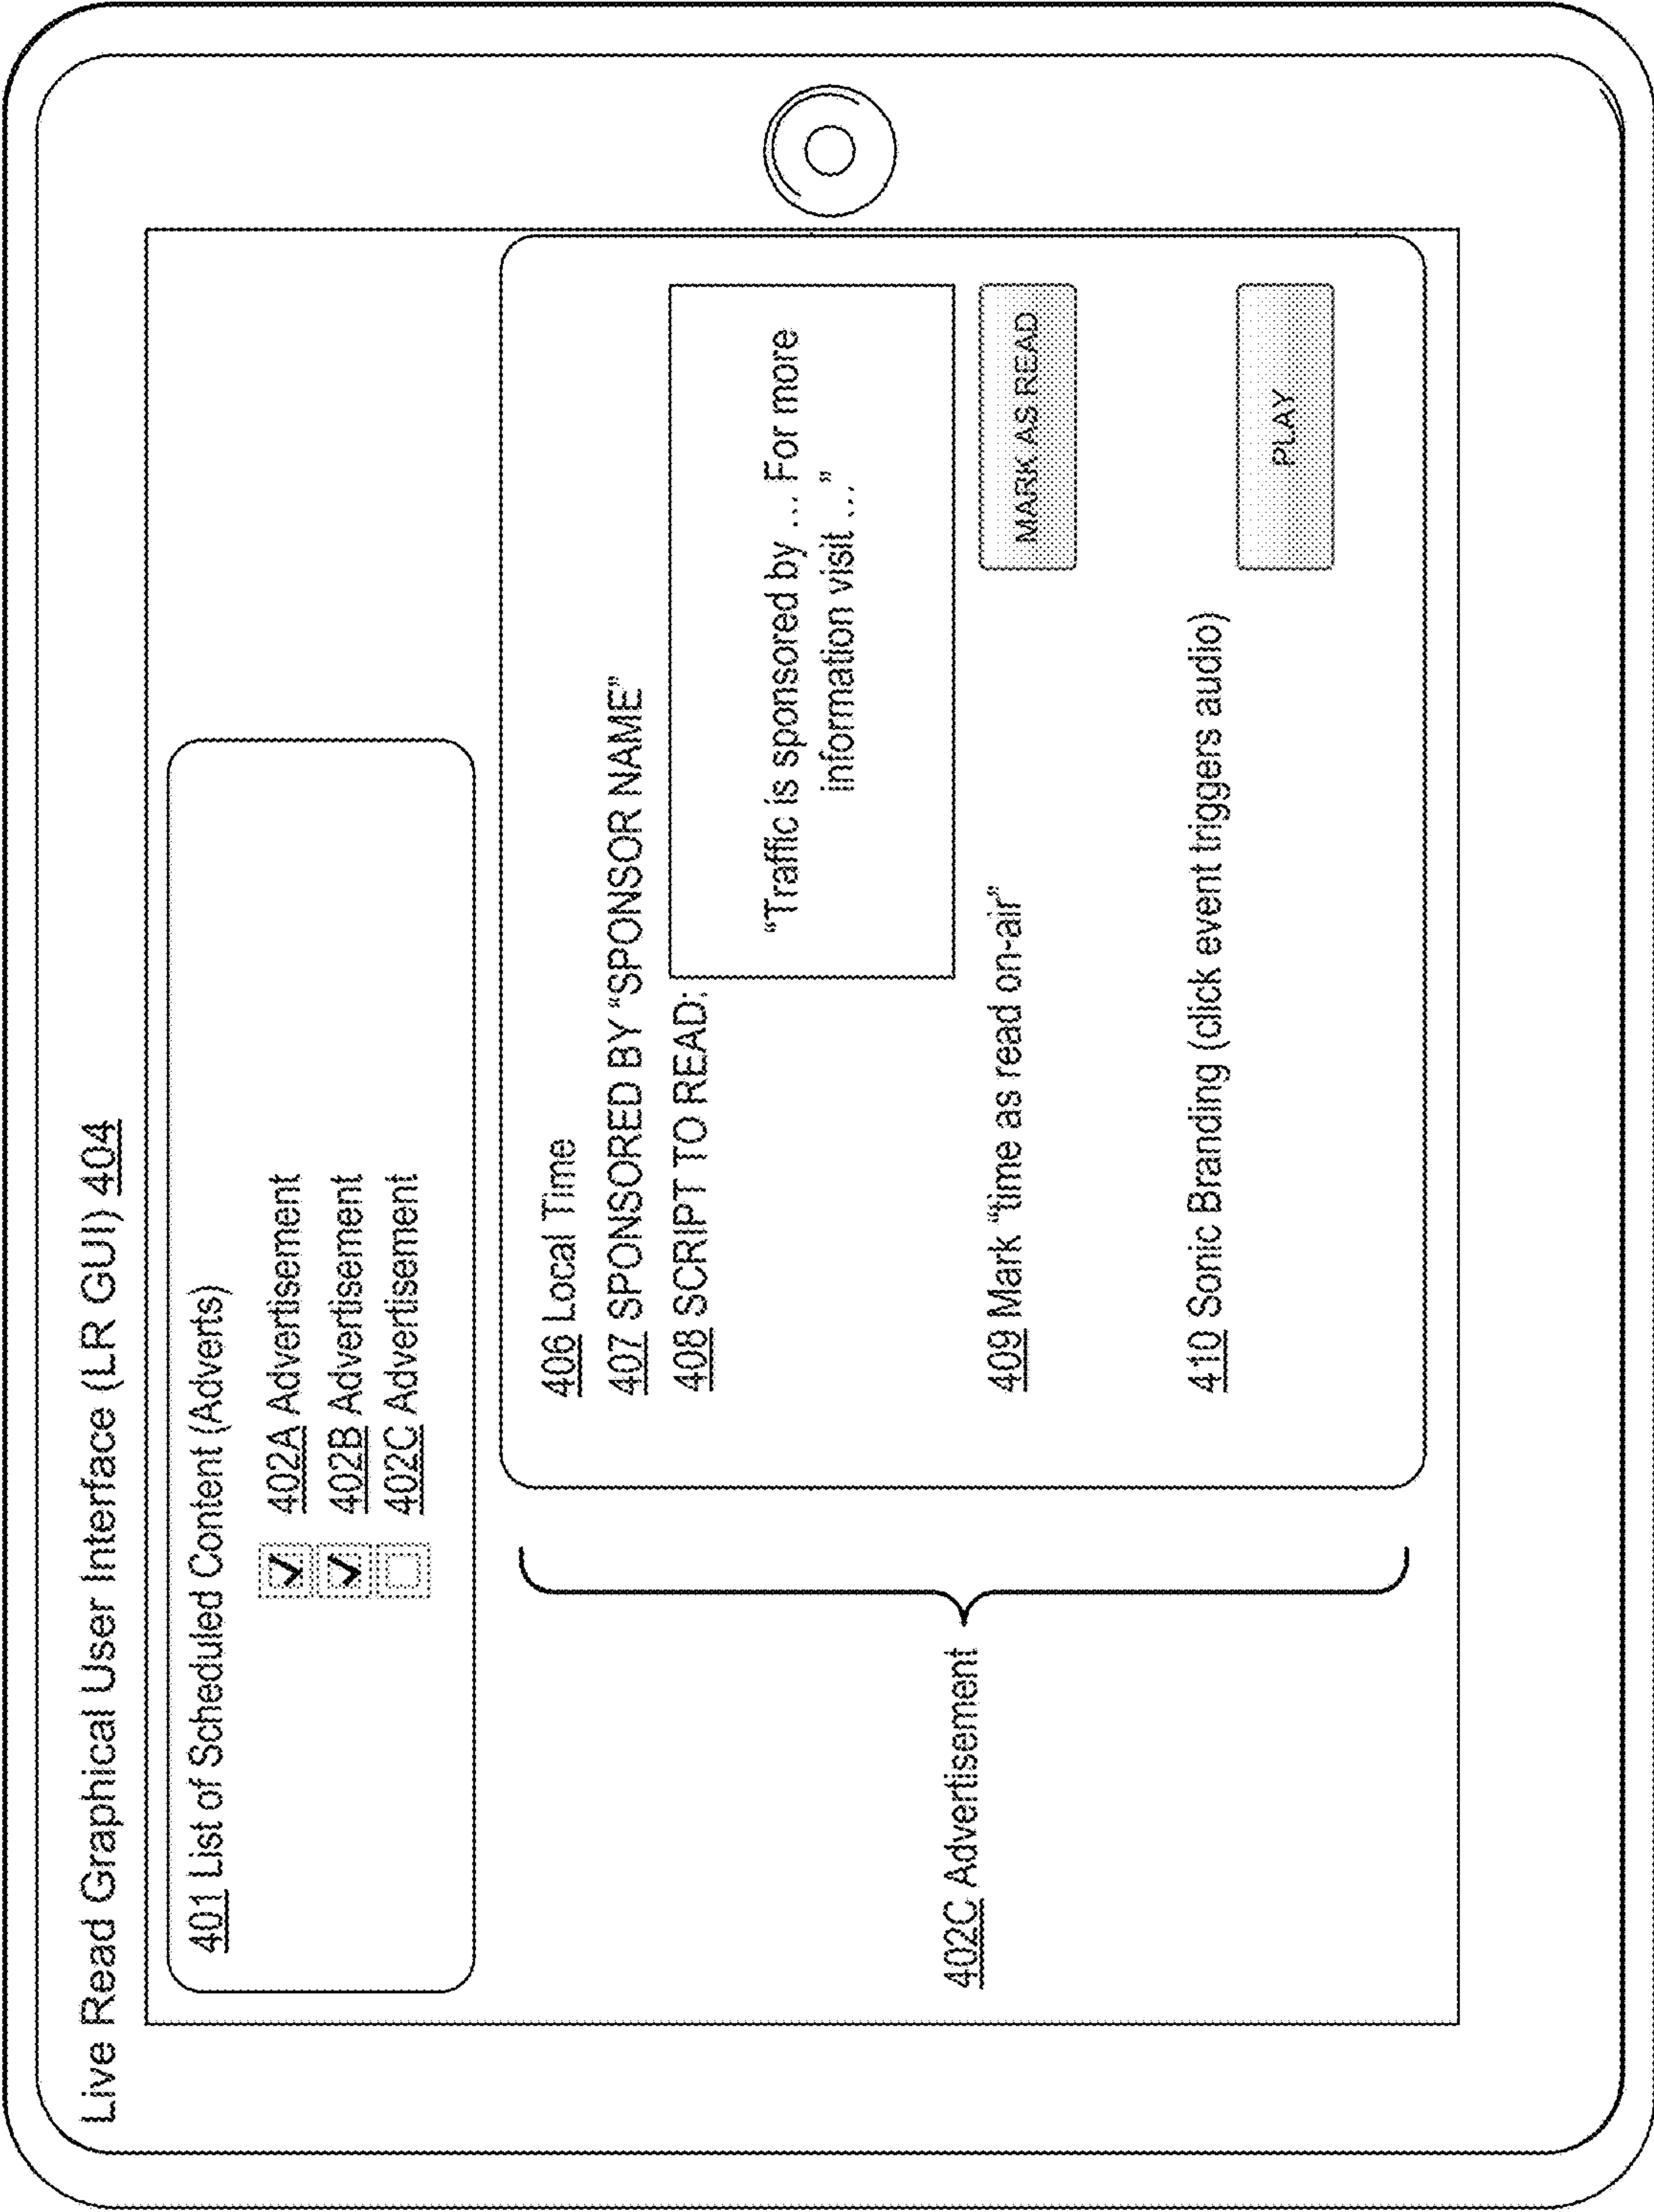 Live Read Graphical User Interface (LR GUI) 404
401 List of Scheduled Content (Adverts)
402A Advertisement
402B Advertisement
402C Advertisement
402C Advertisement
406 Local Time
407 SPONSORED BY “SPONSOR NAME”
408 SCRIPT TO READ:
“Traffic is sponsored by ... For more
information visit ...”
409 Mark “time as read on-air”
MARK AS READ
410 Sonic Branding (click event triggers audio)
PLAY